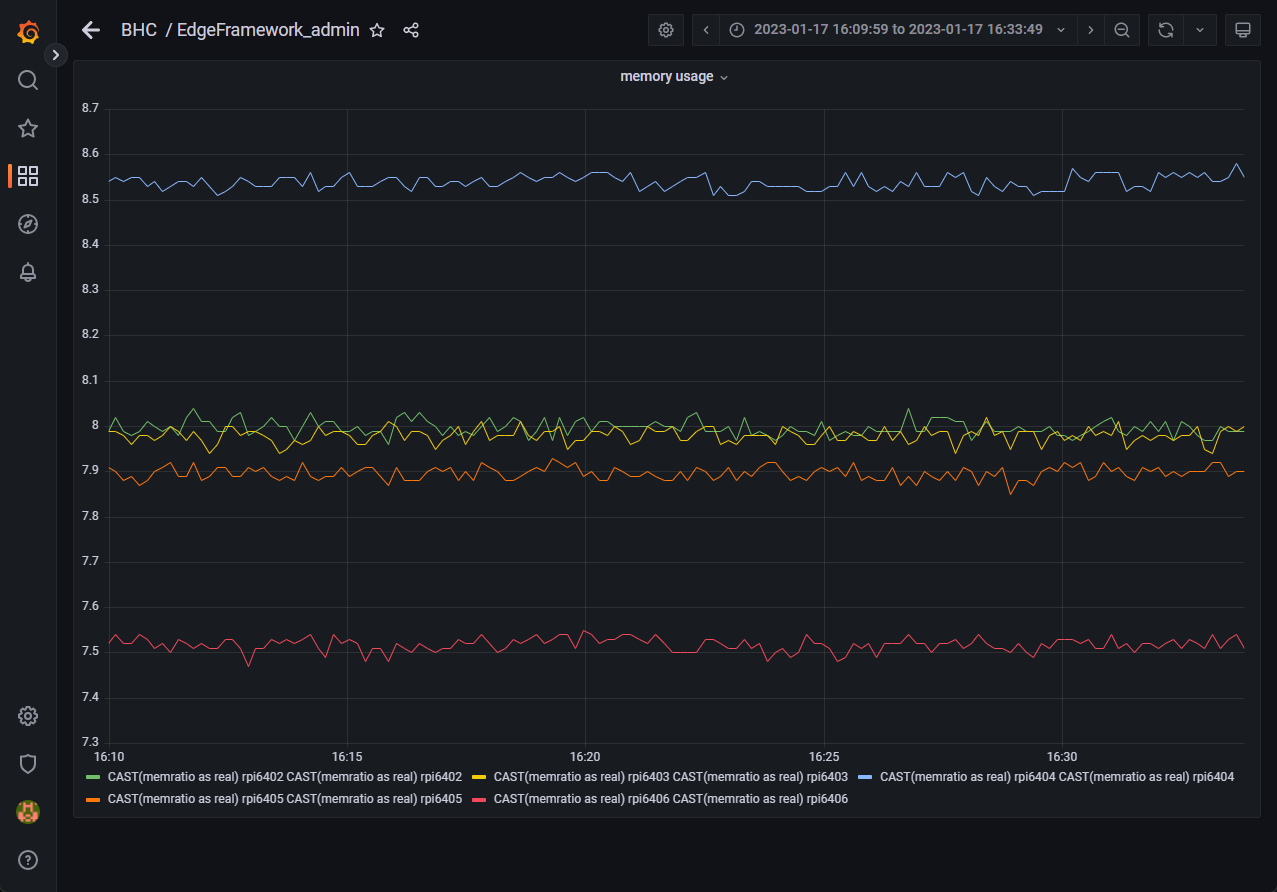 BHC / EdgeFramework_admin
2023-01-17 16:09:59 to 2023-01-17 16:33:49
memory usage
8.7
8.6
8.5
8.4
8.3
8.2
8.1
8
7.9
7.8
7.7
7.6
7.5
7.4
7.3
16:10 16:15 16:20 16:25 16:30
CAST(memratio as real) rpi6402 CAST(memratio as real) rpi6402 CAST(memratio as real) rpi6403 CAST(memratio as real) rpi6403 CAST(memratio as real) rpi6404 CAST(memratio as real) rpi6404
CAST(memratio as real) rpi6405 CAST(memratio as real) rpi6405 CAST(memratio as real) rpi6406 CAST(memratio as real) rpi6406